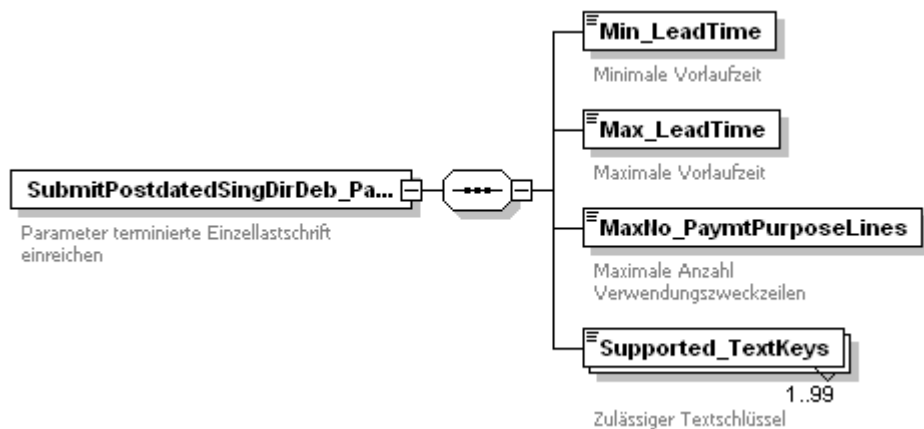 Min_LeadTime
Minimale Vorlaufzeit
Max_LeadTime
Maximale Vorlaufzeit
SubmitPostdatedSingDirDeb_Pa...
Parameter terminierte Einzellastschrift
einreichen
MaxNo_PaymtPurposeLines
Maximale Anzahl
Verwendungszweckzeilen
Supported_TextKeys
1..99
Zulässiger Textschlüssel